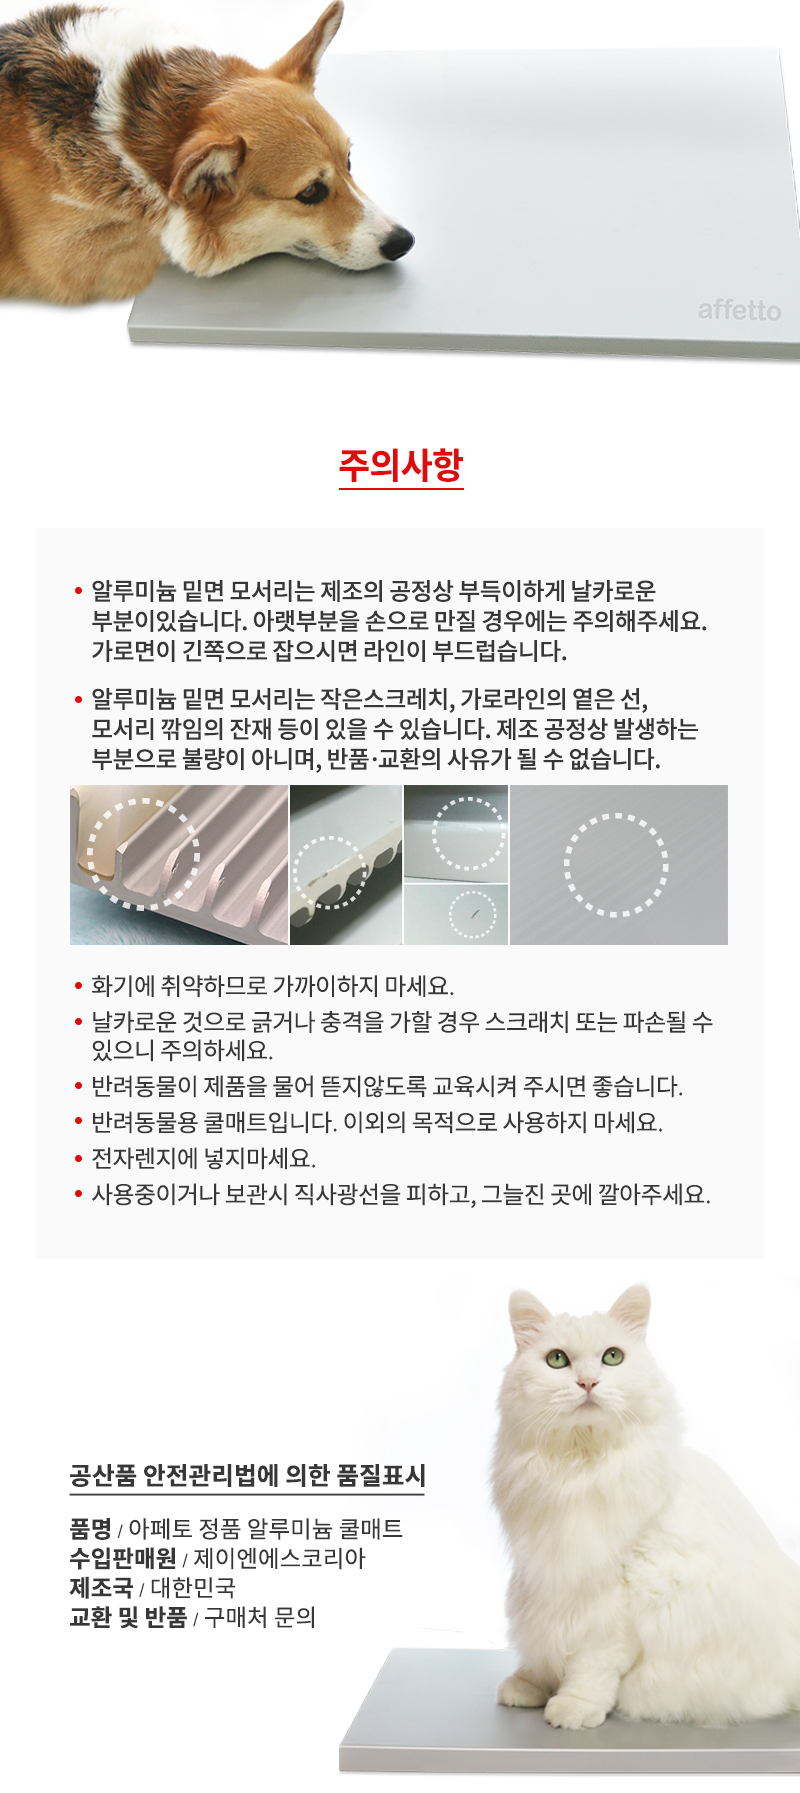 affetto
주의사항
• 알루미늄 밑면 모서리는 제조의 공정상 부득이하게 날카로운
부분이있습니다. 아랫부분을 손으로 만질 경우에는 주의해주세요.
가로면이 긴쪽으로 잡으시면 라인이 부드럽습니다.
• 알루미늄 밑면 모서리는 작은스크레치, 가로라인의 옅은 선,
모서리 깎임의 잔재 등이 있을 수 있습니다. 제조 공정상 발생하는
부분으로 불량이 아니며, 반품·교환의 사유가 될 수 없습니다.
• 화기에 취약하므로 가까이하지 마세요.
• 날카로운 것으로 긁거나 충격을 가할 경우 스크래치 또는 파손될 수
있으니 주의하세요.
• 반려동물이 제품을 물어 뜯지않도록 교육시켜 주시면 좋습니다.
• 반려동물용 쿨매트입니다. 이외의 목적으로 사용하지 마세요.
• 전자렌지에 넣지마세요.
• 사용중이거나 보관시 직사광선을 피하고, 그늘진 곳에 깔아주세요.
공산품 안전관리법에 의한 품질표시
품명 / 아페토 정품 알루미늄 쿨매트
수입판매원 / 제이엔에스코리아
제조국 / 대한민국
교환 및 반품 / 구매처 문의